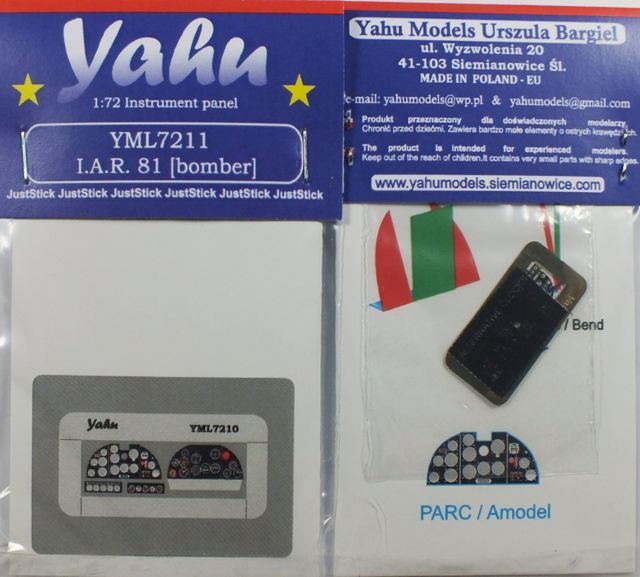 Yahu
1:72 Instrument panel
YML7211
I.A.R. 81 [bomber]
JustStick JustStick JustStick JustStick JustStick JustStick
Yahu
YML7210
Yahu Models Urszula Bargiel
ul. Wyzwolenia 20
41-103 Siemianowice Śl.
MADE IN POLAND - EU
e-mail: yahumodels@wp.pl & yahumodels@gmail.com
Produkt przeznaczony dla doświadczonych modelarzy.
Chronić przed dziećmi. Zawiera bardzo małe elementy o ostrych krawędziach.
The product is intended for experienced modelers.
Keep out of the reach of children.It contains very small parts with sharp edges.
www.yahumodels.siemianowice.com
/ Bend
PARC / Amodel